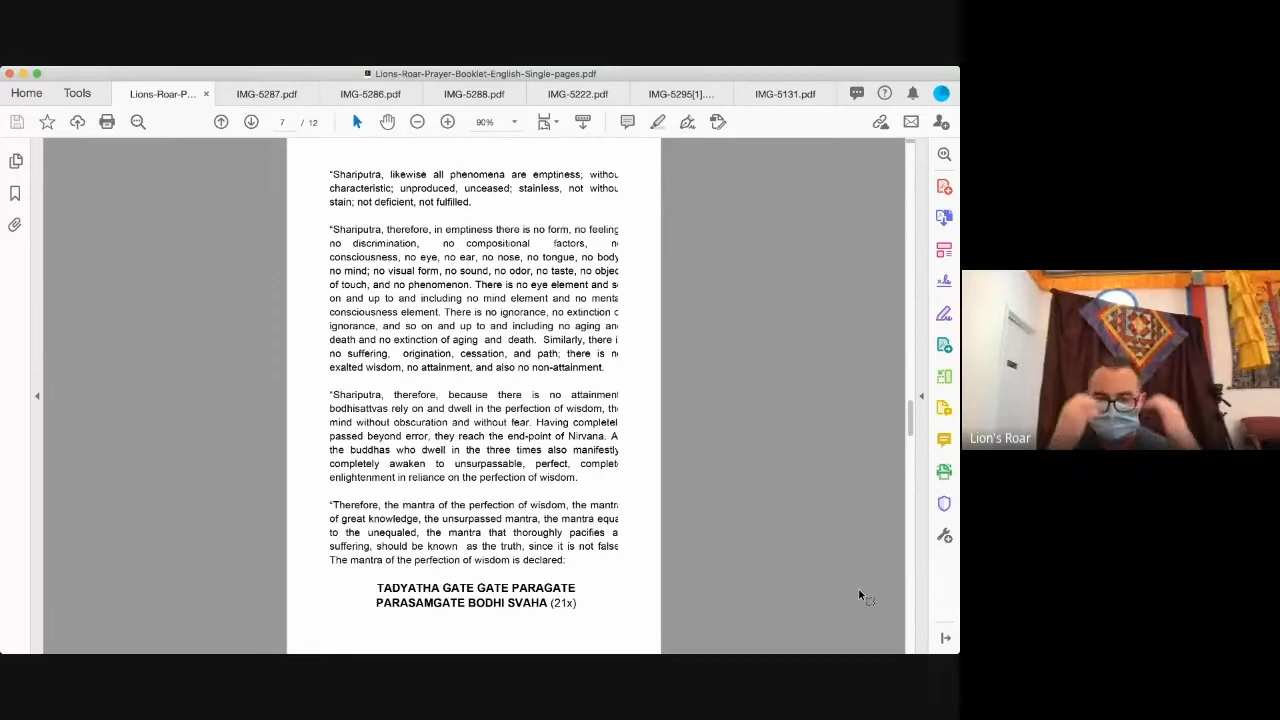 Lions-Roar-Prayer-Booklet-English-Single-pages.pdf
Home Tools Lions-Roar-P... × IMG-5287.pdf IMG-5286.pdf IMG-5288.pdf IMG-5222.pdf IMG-5295[1].... IMG-5131.pdf
7 / 12 90%
“Shariputra, likewise all phenomena are emptiness; withou
characteristic; unproduced, unceased; stainless, not withou
stain; not deficient, not fulfilled.
“Shariputra, therefore, in emptiness there is no form, no feeling
no discrimination, no compositional factors, n
consciousness, no eye, no ear, no nose, no tongue, no body
no mind; no visual form, no sound, no odor, no taste, no objec
of touch, and no phenomenon. There is no eye element and s
on and up to and including no mind element and no menta
consciousness element. There is no ignorance, no extinction o
ignorance, and so on and up to and including no aging an
death and no extinction of aging and death. Similarly, there i
no suffering, origination, cessation, and path; there is n
exalted wisdom, no attainment, and also no non-attainment.
“Shariputra, therefore, because there is no attainment
bodhisattvas rely on and dwell in the perfection of wisdom, th
mind without obscuration and without fear. Having completel
passed beyond error, they reach the end-point of Nirvana. A
the buddhas who dwell in the three times also manifestly
completely awaken to unsurpassable, perfect, complet
enlightenment in reliance on the perfection of wisdom.
“Therefore, the mantra of the perfection of wisdom, the mantr
of great knowledge, the unsurpassed mantra, the mantra equa
to the unequaled, the mantra that thoroughly pacifies a
suffering, should be known as the truth, since it is not false
The mantra of the perfection of wisdom is declared:
TADYATHA GATE GATE PARAGATE
PARASAMGATE BODHI SVAHA (21x)
Lion's Roar